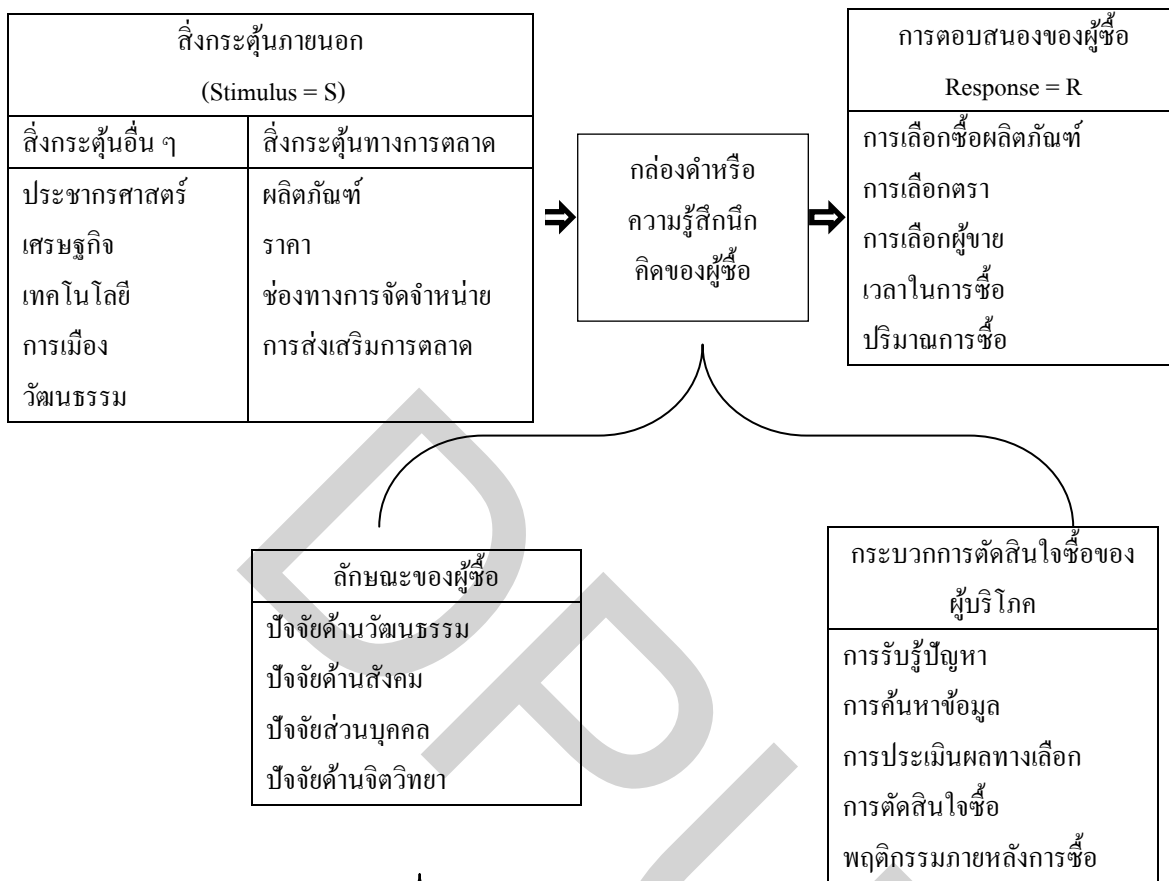 สิ่งกระตุ้นภายนอก
(Stimulus = S)
สิ่งกระตุ้นอื่น ๆ
ประชากรศาสตร์
เศรษฐกิจ
เทคโนโลยี
การเมือง
วัฒนธรรม
สิ่งกระตุ้นทางการตลาด
ผลิตภัณฑ์
ราคา
ช่องทางการจัดจำหน่าย
การส่งเสริมการตลาด
กล่องดำหรือ
ความรู้สึกนึก
คิดของผู้ซื้อ
การตอบสนองของผู้ซื้อ
Response = R
การเลือกซื้อผลิตภัณฑ์
การเลือกตรา
การเลือกผู้ขาย
เวลาในการซื้อ
ปริมาณการซื้อ
ลักษณะของผู้ซื้อ
ปัจจัยด้านวัฒนธรรม
ปัจจัยด้านสังคม
ปัจจัยส่วนบุคคล
ปัจจัยด้านจิตวิทยา
กระบวกการตัดสินใจซื้อของ
ผู้บริโภค
การรับรู้ปัญหา
การค้นหาข้อมูล
การประเมินผลทางเลือก
การตัดสินใจซื้อ
พฤติกรรมภายหลังการซื้อ